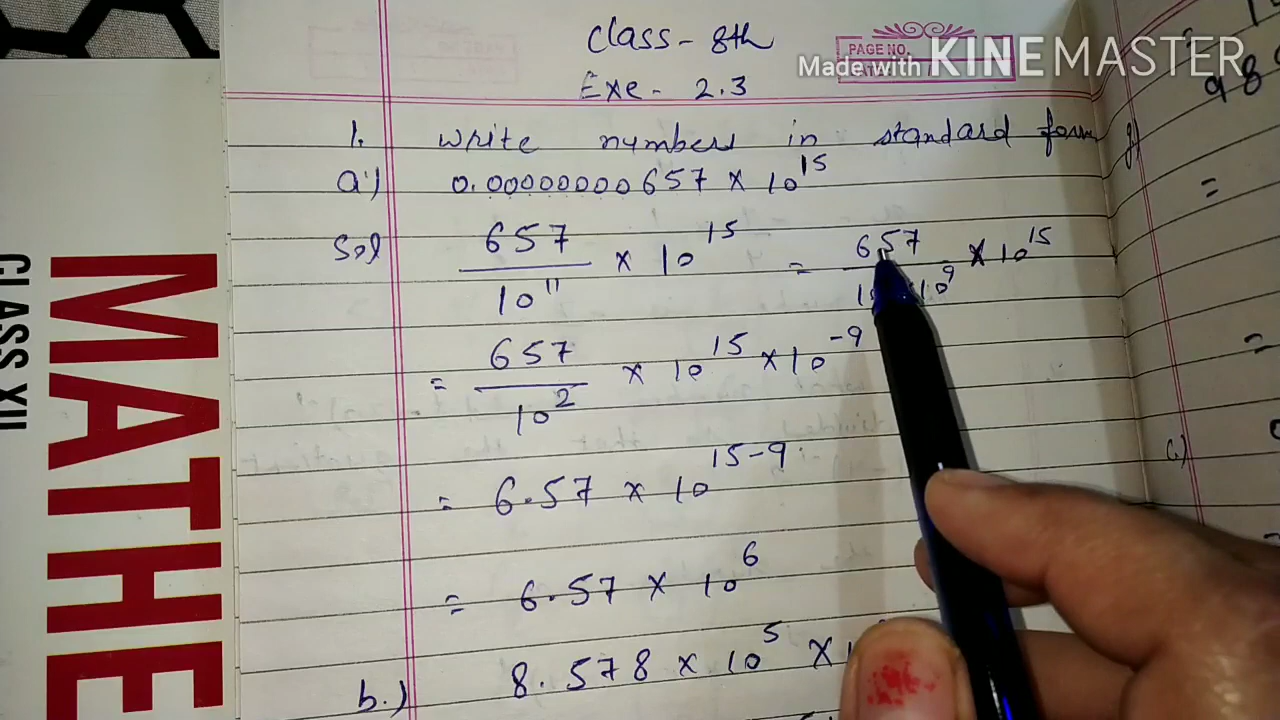 Class - 8th
PAGE NO.
Made with KINEMASTER
Exe - 2.3
1. Write numbers in standard form
a) 0.00000000657 × 10^15
Sol 657/10^11 × 10^15 = 657/10^2 × 10^9 × 10^15
= 657/10^2 × 10^15 × 10^-9
= 6.57 × 10^15-9
= 6.57 × 10^6
b.) 8.578 × 10^5 ×
CLASS XII
MATHE